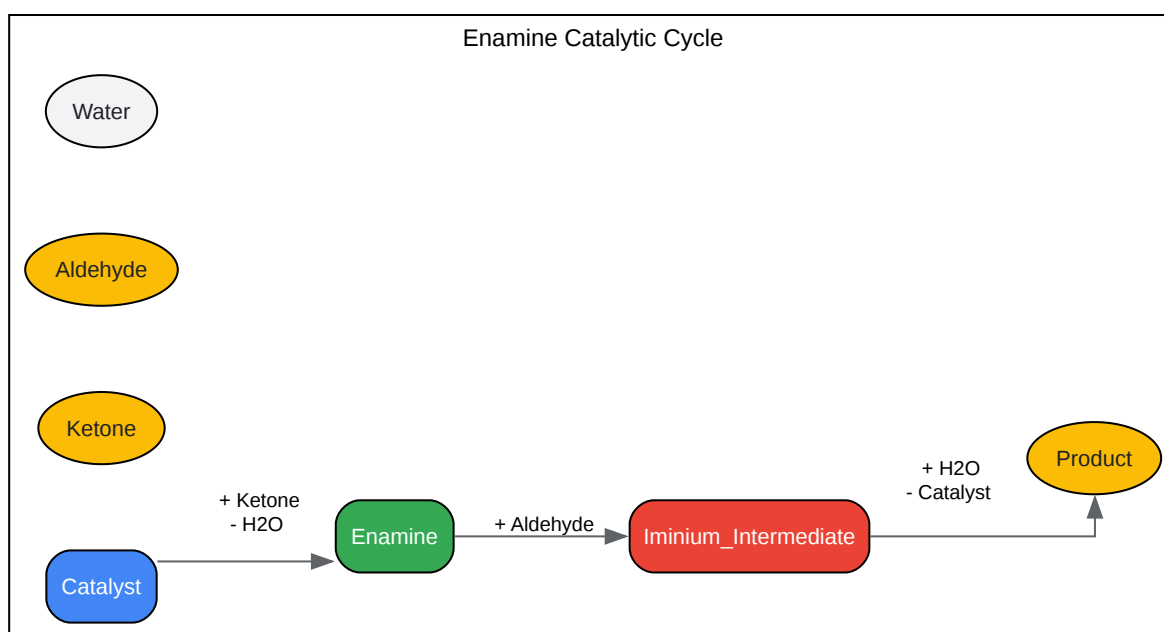 Enamine Catalytic Cycle
Water
Aldehyde
Ketone
Catalyst
+ Ketone
- H2O
Enamine
+ Aldehyde
Iminium_Intermediate
+ H2O
- Catalyst
Product